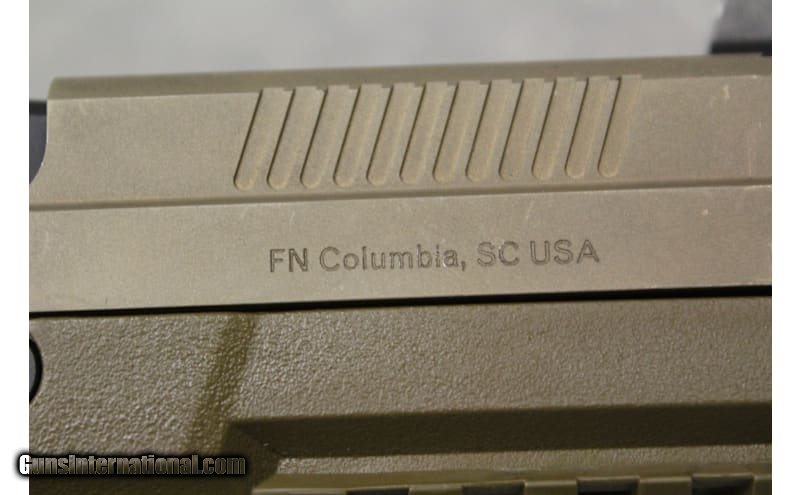 FN Columbia, SC USA
GunsInternational.com